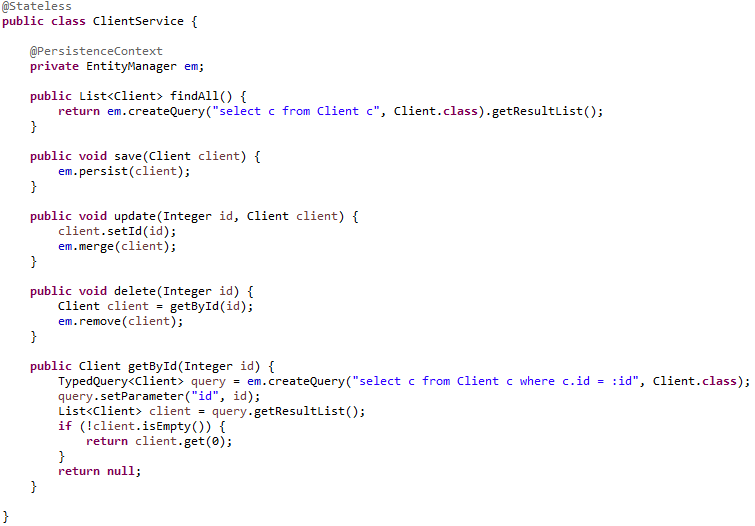 @Stateless
public class ClientService {
@PersistenceContext
private EntityManager em;
public List<Client> findAll() {
return em.createQuery("select c from Client c", Client.class).getResultList();
}
public void save(Client client) {
em.persist(client);
}
public void update(Integer id, Client client) {
client.setId(id);
em.merge(client);
}
public void delete(Integer id) {
Client client = getById(id);
em.remove(client);
}
public Client getById(Integer id) {
TypedQuery<Client> query = em.createQuery("select c from Client c where c.id = :id", Client.class);
query.setParameter("id", id);
List<Client> client = query.getResultList();
if (!client.isEmpty()) {
return client.get(0);
}
return null;
}
}